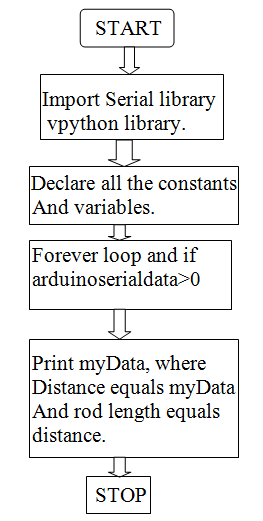 START
Import Serial library
vpython library.
Declare all the constants
And variables.
Forever loop and if
arduinoserialdata>0
Print myData, where
Distance equals myData
And rod length equals
distance.
STOP